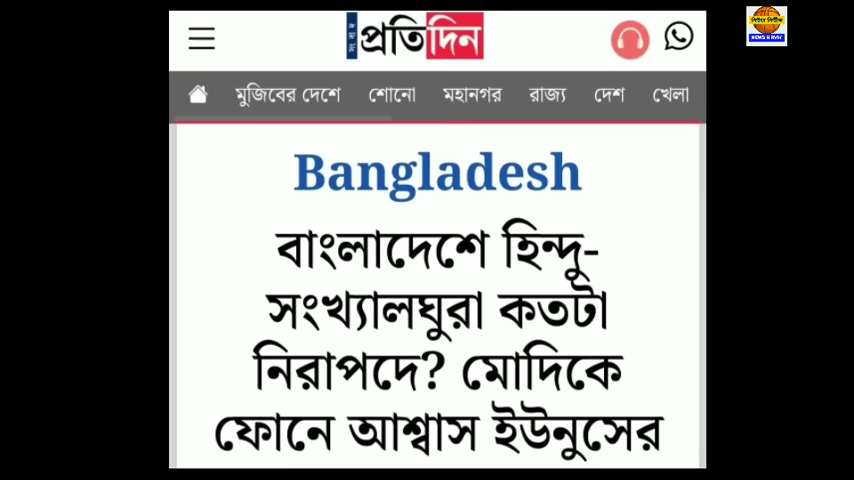 সংবাদ প্রতিদিন
মুজিবের দেশে শোনো মহানগর রাজ্য দেশ খেলা
Bangladesh
বাংলাদেশে হিন্দু-
সংখ্যালঘুরা কতটা
নিরাপদে? মোদিকে
ফোনে আশ্বাস ইউনুসের